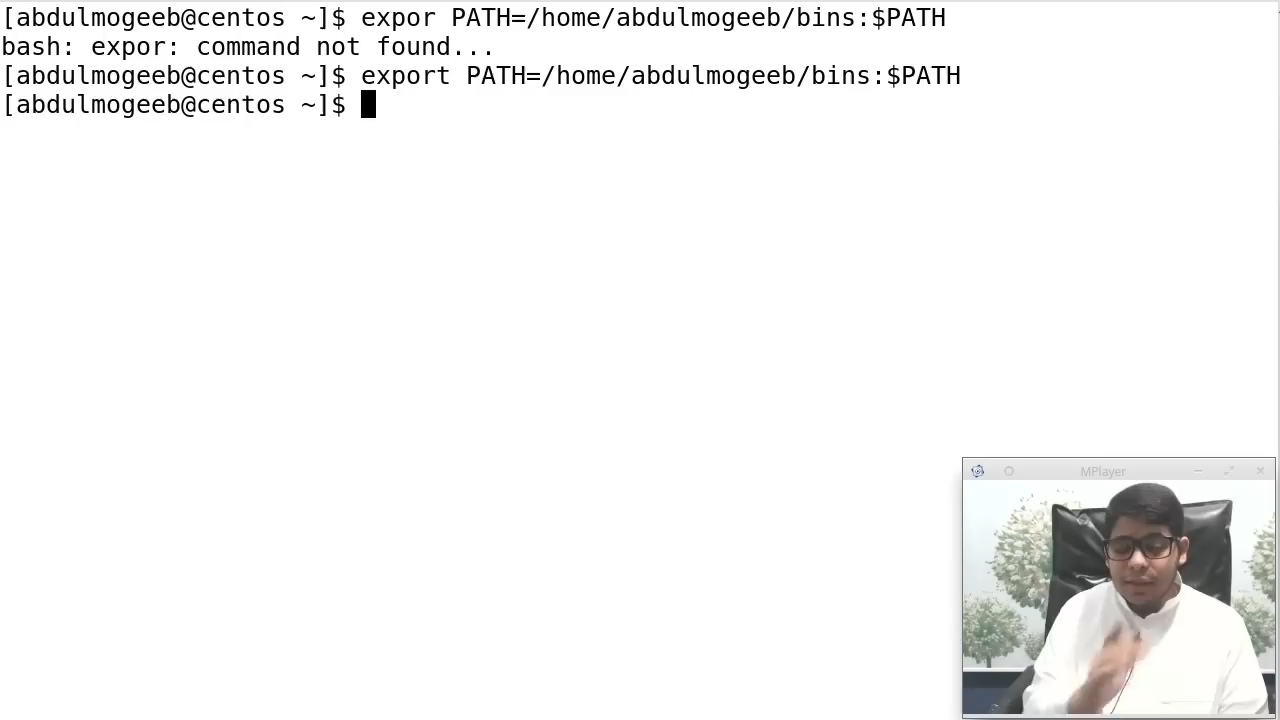 [abdulmogeeb@centos ~]$ expor PATH=/home/abdulmogeeb/bins:$PATH
bash: expor: command not found...
[abdulmogeeb@centos ~]$ export PATH=/home/abdulmogeeb/bins:$PATH
[abdulmogeeb@centos ~]$
MPlayer